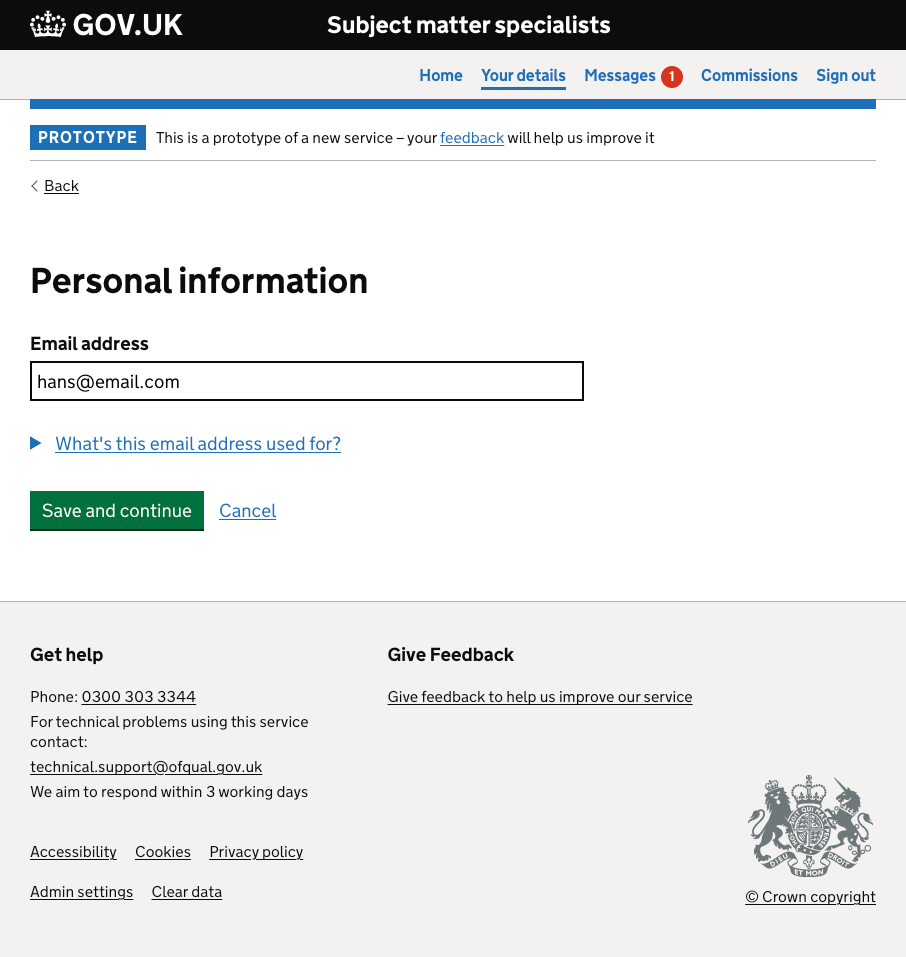 GOV.UK Subject matter specialists
Home Your details Messages 1 Commissions Sign out
PROTOTYPE This is a prototype of a new service – your feedback will help us improve it
Back
Personal information
Email address
hans@email.com
What's this email address used for?
Save and continue Cancel
Get help
Phone: 0300 303 3344
For technical problems using this service
contact:
technical.support@ofqual.gov.uk
We aim to respond within 3 working days
Give Feedback
Give feedback to help us improve our service
Accessibility Cookies Privacy policy
Admin settings Clear data
DIEU ET MON DROIT
© Crown copyright